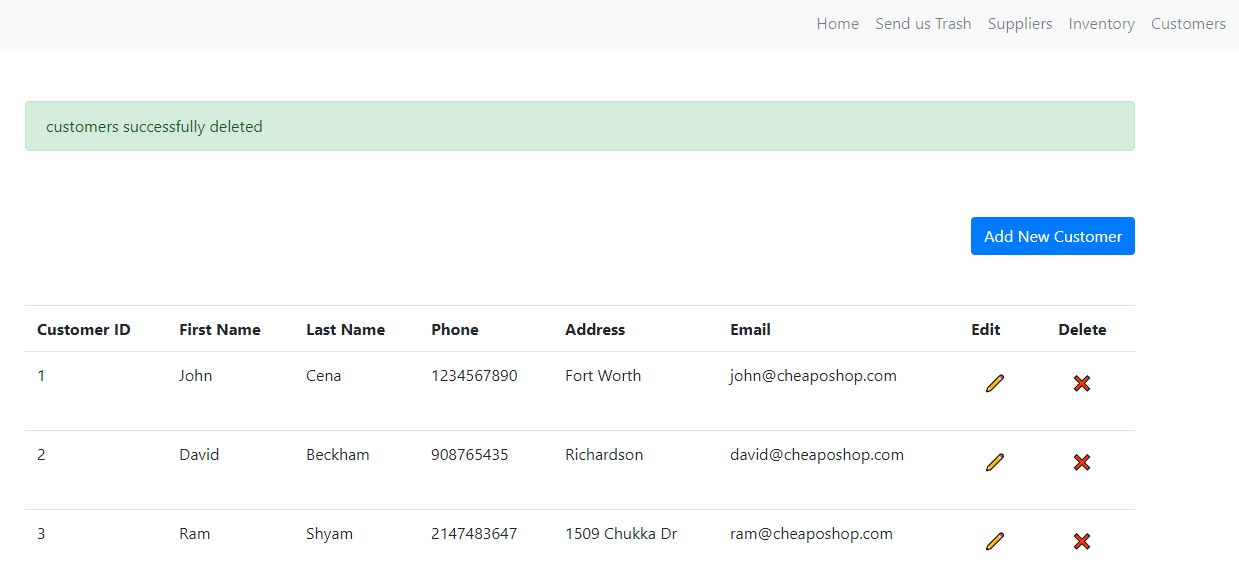 Home Send us Trash Suppliers Inventory Customers
customers successfully deleted
Add New Customer
Customer ID First Name Last Name Phone Address Email Edit Delete
1 John Cena 1234567890 Fort Worth john@cheaposhop.com
2 David Beckham 908765435 Richardson david@cheaposhop.com
3 Ram Shyam 2147483647 1509 Chukka Dr ram@cheaposhop.com